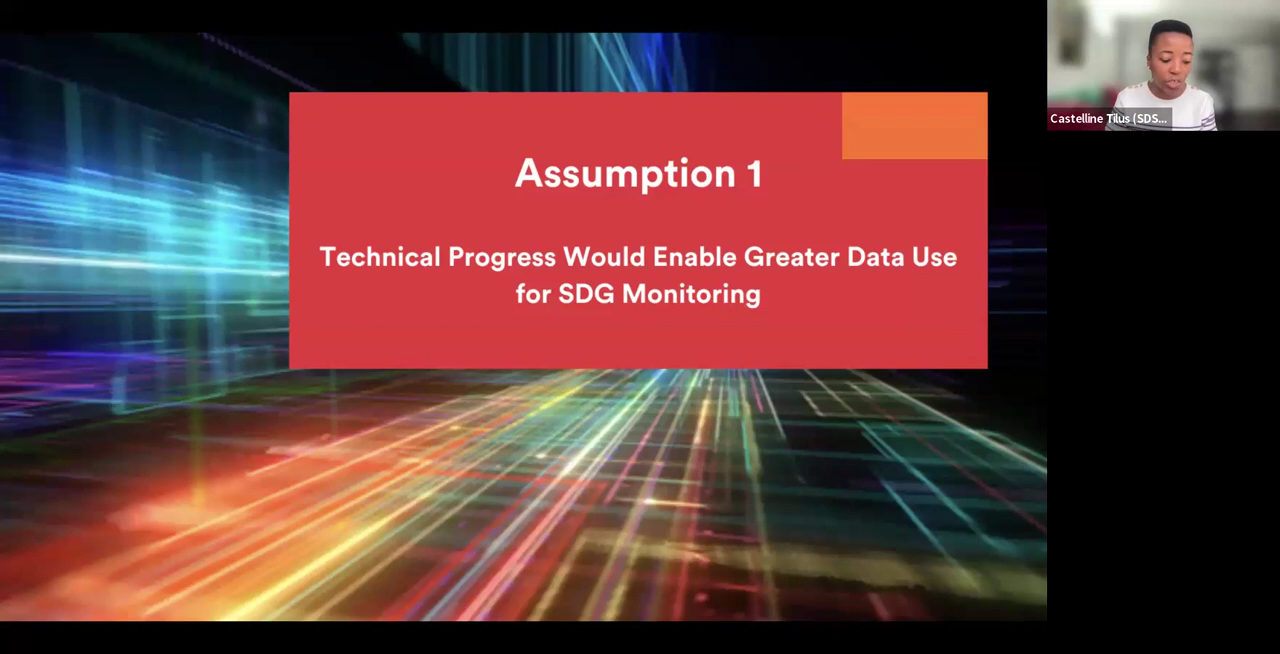 Assumption 1
Technical Progress Would Enable Greater Data Use
for SDG Monitoring
Castelline Tilus (SDS...